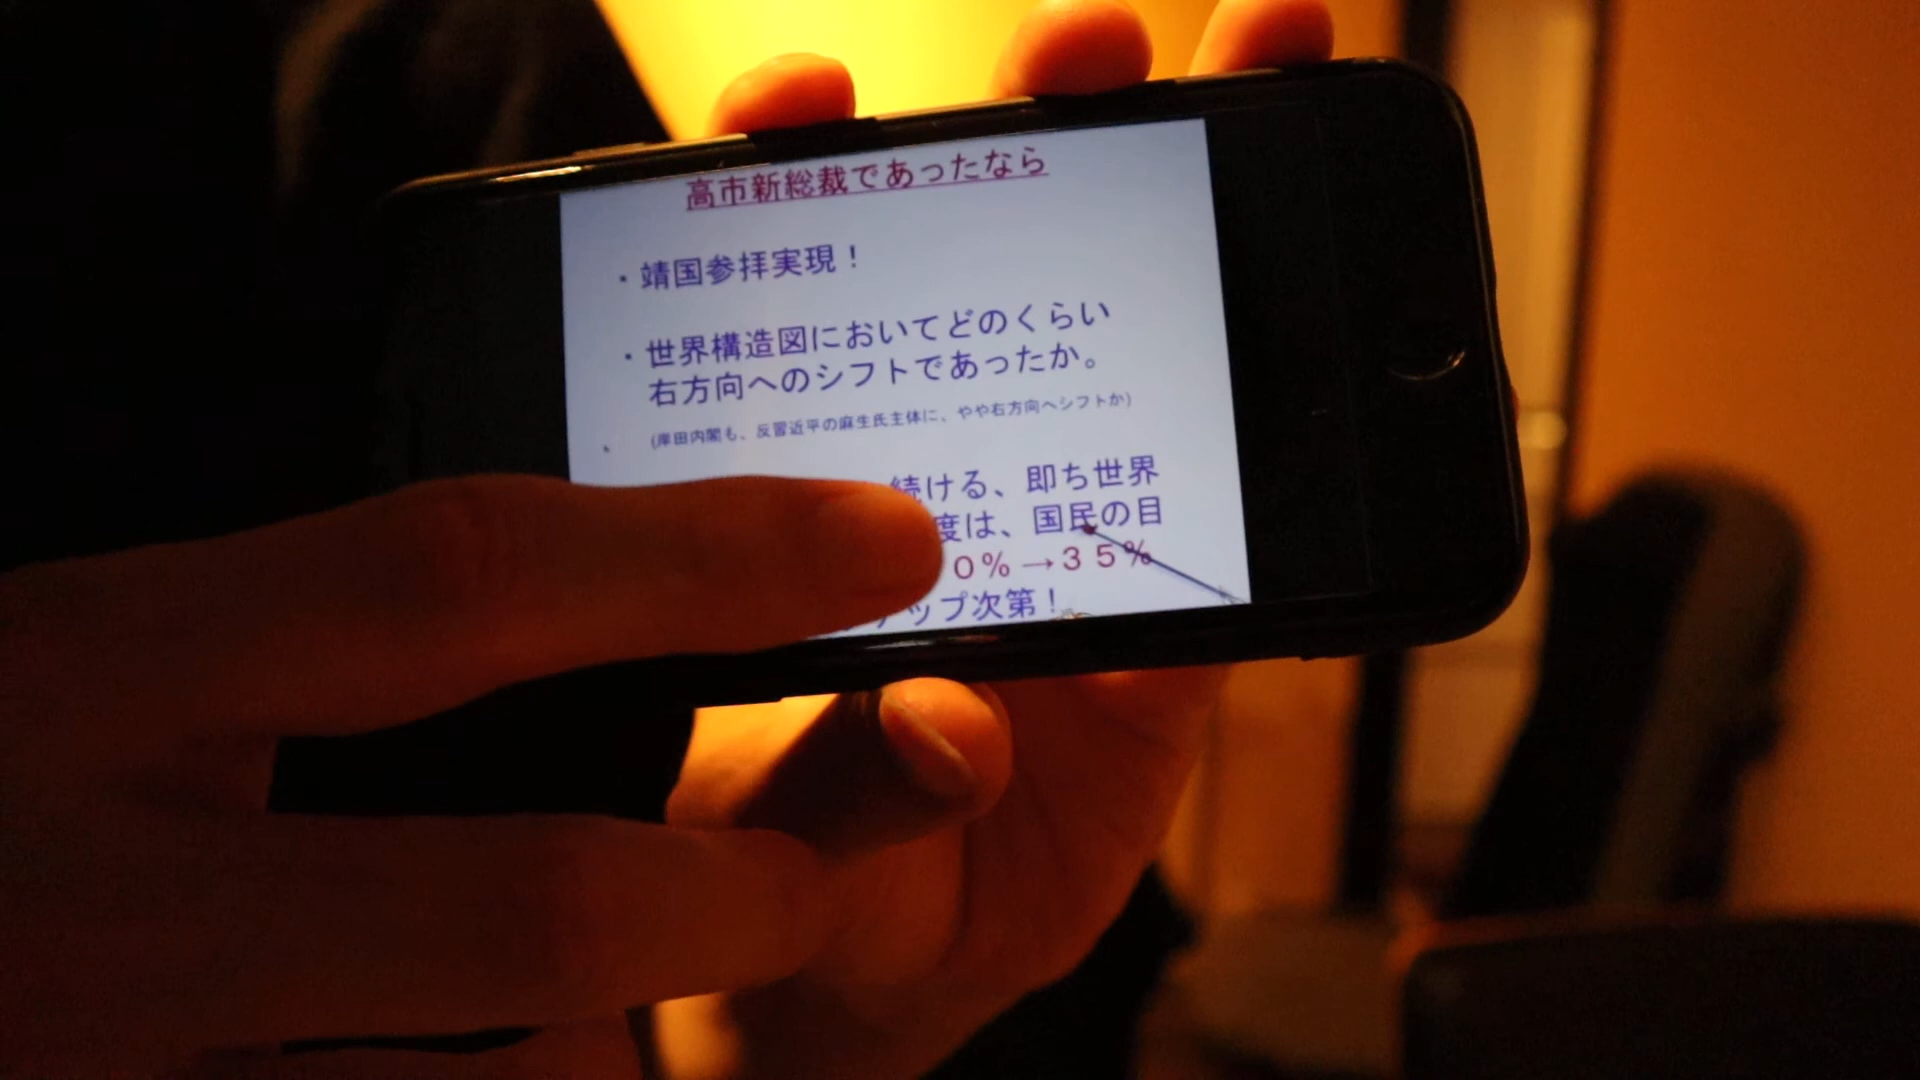 高市新総裁であったなら
・靖国参拝実現！
・世界構造図においてどのくらい
右方向へのシフトであったか。
(岸田内閣も、反習近平の麻生氏主体に、やや右方向へシフトか)
続ける、即ち世界
度は、国民の目
０％→３５％
アップ次第！